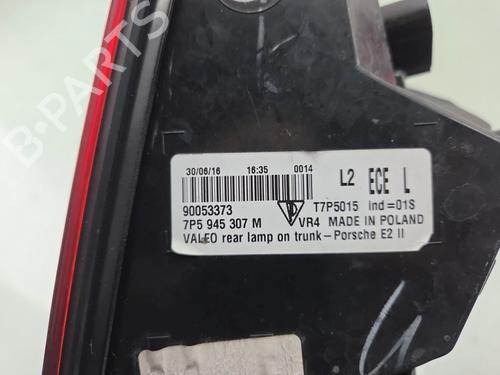 B-PARTS
30/06/16 16:35 0014
L2 ECE L
90053373 T7P5015 ind=01S
7P5 945 307 M VR4 MADE IN POLAND
VALEO rear lamp on trunk-Porsche E2 II